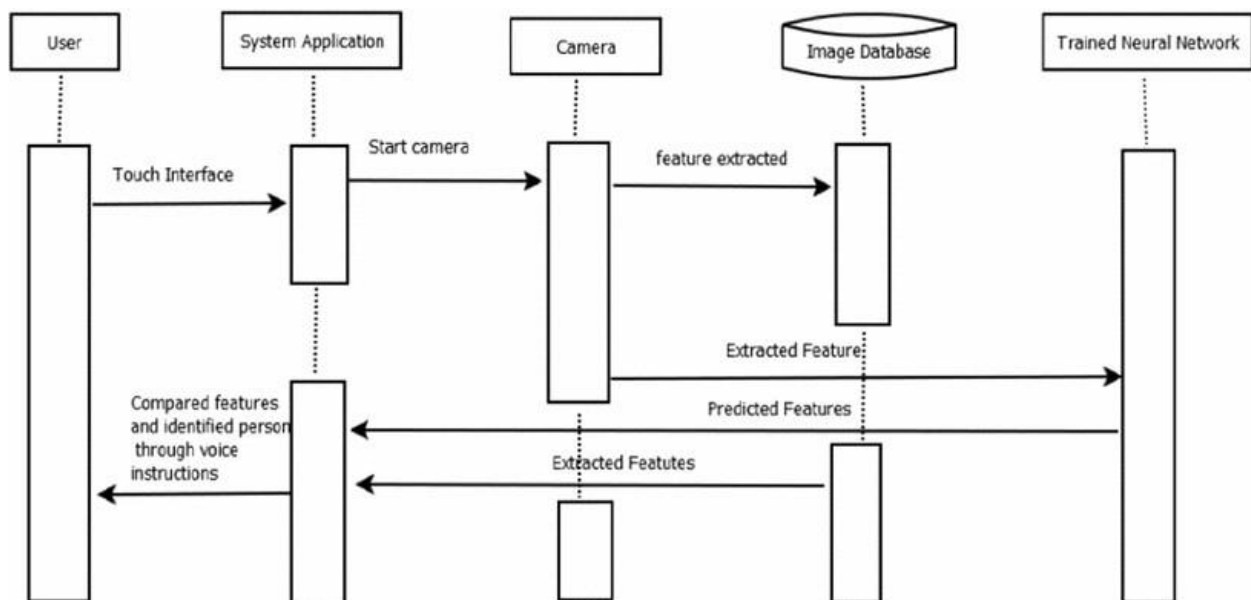 User
System Application
Camera
Image Database
Trained Neural Network
Start camera
feature extracted
Touch Interface
Extracted Feature
Predicted Features
Compared features
and identified person
through voice
instructions
Extracted Featutes